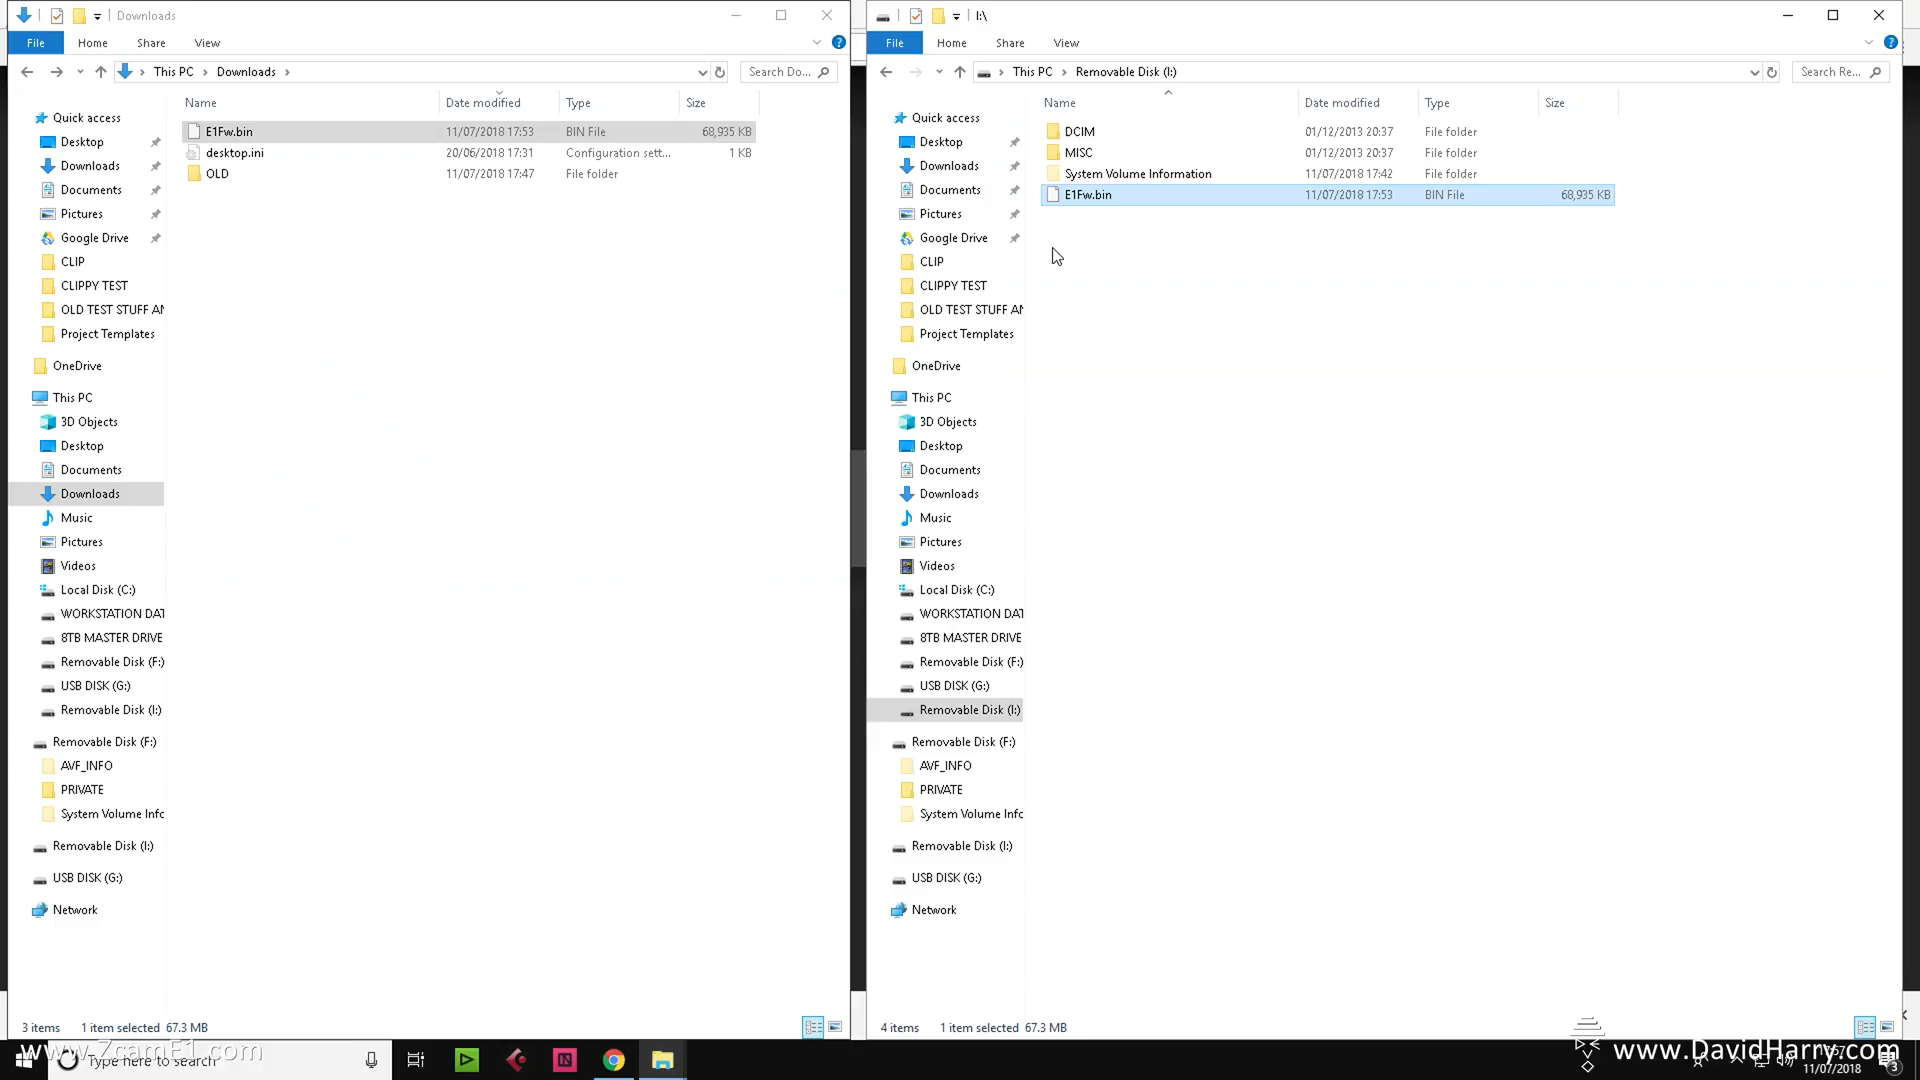 Downloads
File Home Share View
This PC > Downloads >
Search Do...
Quick access
Desktop
Downloads
Documents
Pictures
Google Drive
CLIP
CLIPPY TEST
OLD TEST STUFF AN
Project Templates
OneDrive
This PC
3D Objects
Desktop
Documents
Downloads
Music
Pictures
Videos
Local Disk (C:)
WORKSTATION DAT
8TB MASTER DRIVE
Removable Disk (F:)
USB DISK (G:)
Removable Disk (I:)
Removable Disk (F:)
AVF_INFO
PRIVATE
System Volume Infc
Removable Disk (I:)
USB DISK (G:)
Network
Name Date modified Type Size
E1Fw.bin 11/07/2018 17:53 BIN File 68,935 KB
desktop.ini 20/06/2018 17:31 Configuration sett... 1 KB
OLD 11/07/2018 17:47 File folder
3 items 1 item selected 67.3 MB
I:\
File Home Share View
This PC > Removable Disk (I:)
Search Re...
Quick access
Desktop
Downloads
Documents
Pictures
Google Drive
CLIP
CLIPPY TEST
OLD TEST STUFF AN
Project Templates
OneDrive
This PC
3D Objects
Desktop
Documents
Downloads
Music
Pictures
Videos
Local Disk (C:)
WORKSTATION DAT
8TB MASTER DRIVE
Removable Disk (F:)
USB DISK (G:)
Removable Disk (I:)
Removable Disk (F:)
AVF_INFO
PRIVATE
System Volume Infc
Removable Disk (I:)
USB DISK (G:)
Network
Name Date modified Type Size
DCIM 01/12/2013 20:37 File folder
MISC 01/12/2013 20:37 File folder
System Volume Information 11/07/2018 17:42 File folder
E1Fw.bin 11/07/2018 17:53 BIN File 68,935 KB
4 items 1 item selected 67.3 MB
www.ZcamE1.com
Type here to search
www.DavidHarry.com
11/07/2018
3